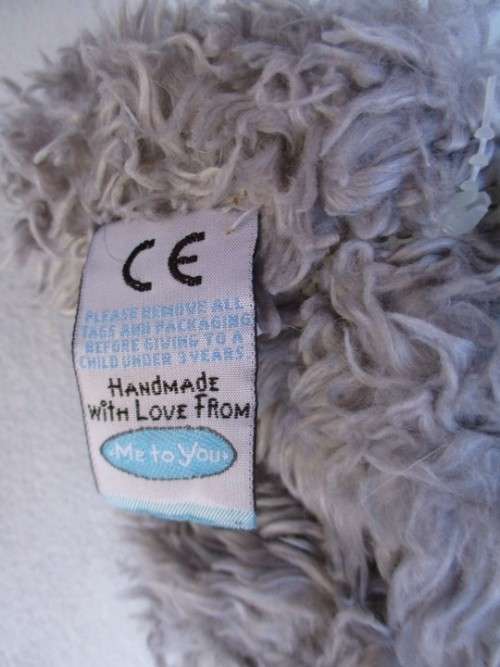 CE
PLEASE REMOVE ALL
TAGS AND PACKAGING
BEFORE GIVING TO A
CHILD UNDER 3 YEARS
HANdMAdE
WitH LOVE FROM
Me to You